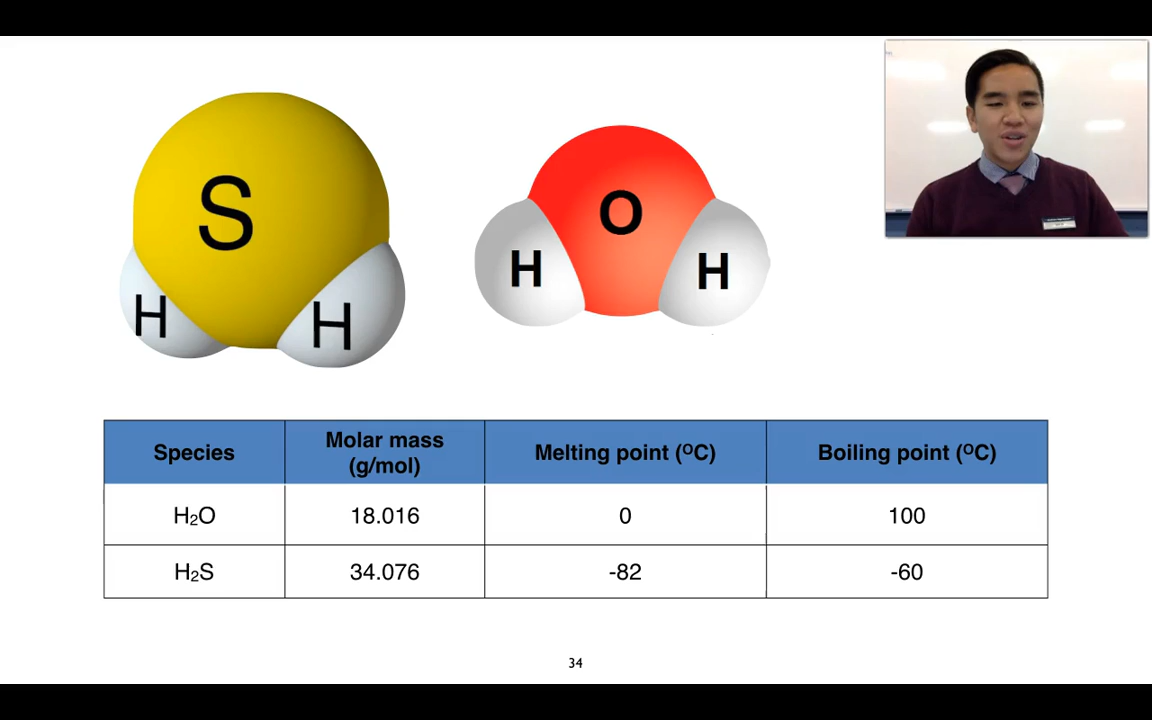 S
H
H
O
H
H
Species
Molar mass
(g/mol)
Melting point (ᴼC)
Boiling point (ᴼC)
H₂O
18.016
0
100
H₂S
34.076
-82
-60
34